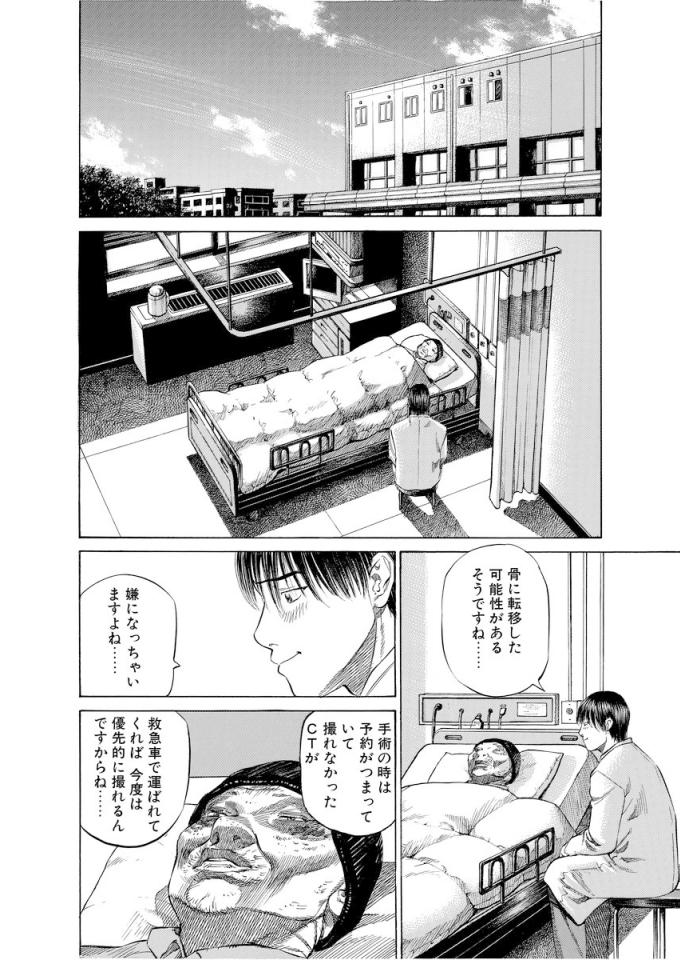 骨に転移した
可能性がある
そうですね……
嫌になっちゃい
ますよね……
手術の時は
予約がつまって
いて
撮れなかった
CTが
救急車で運ばれて
くれば 今度は
優先的に撮れるん
ですからね……